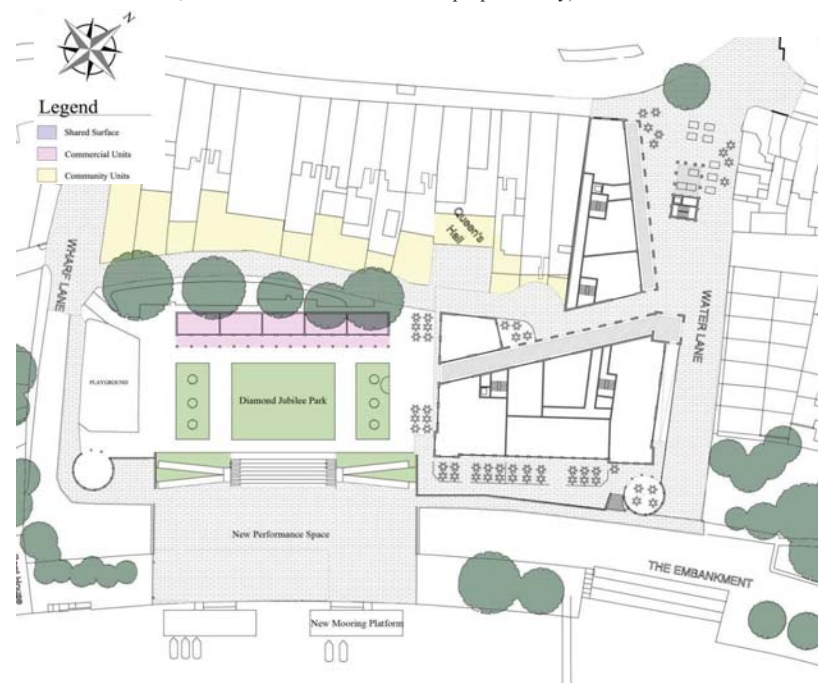 N
Legend
Shared Surface
Commercial Units
Community Units
Queen's
Hall
WHARF LANE
WATER LANE
PLAYGROUND
Diamond Jubilee Park
New Performance Space
THE EMBANKMENT
New Mooring Platform